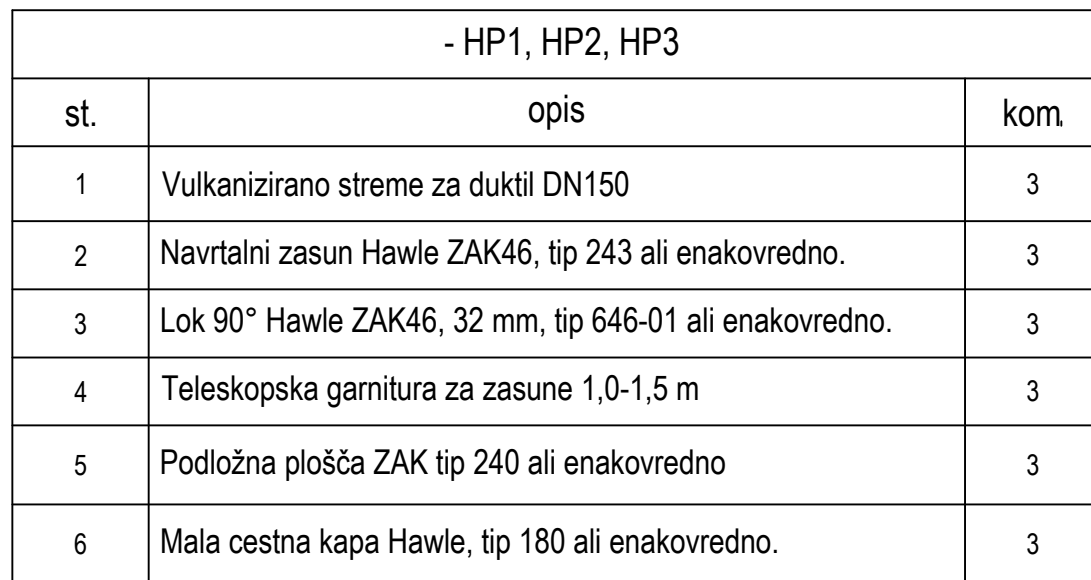 - HP1, HP2, HP3
st. opis kom.
1 Vulkanizirano streme za duktil DN150 3
2 Navrtalni zasun Hawle ZAK46, tip 243 ali enakovredno. 3
3 Lok 90° Hawle ZAK46, 32 mm, tip 646-01 ali enakovredno. 3
4 Teleskopska garnitura za zasune 1,0-1,5 m 3
5 Podložna plošča ZAK tip 240 ali enakovredno 3
6 Mala cestna kapa Hawle, tip 180 ali enakovredno. 3